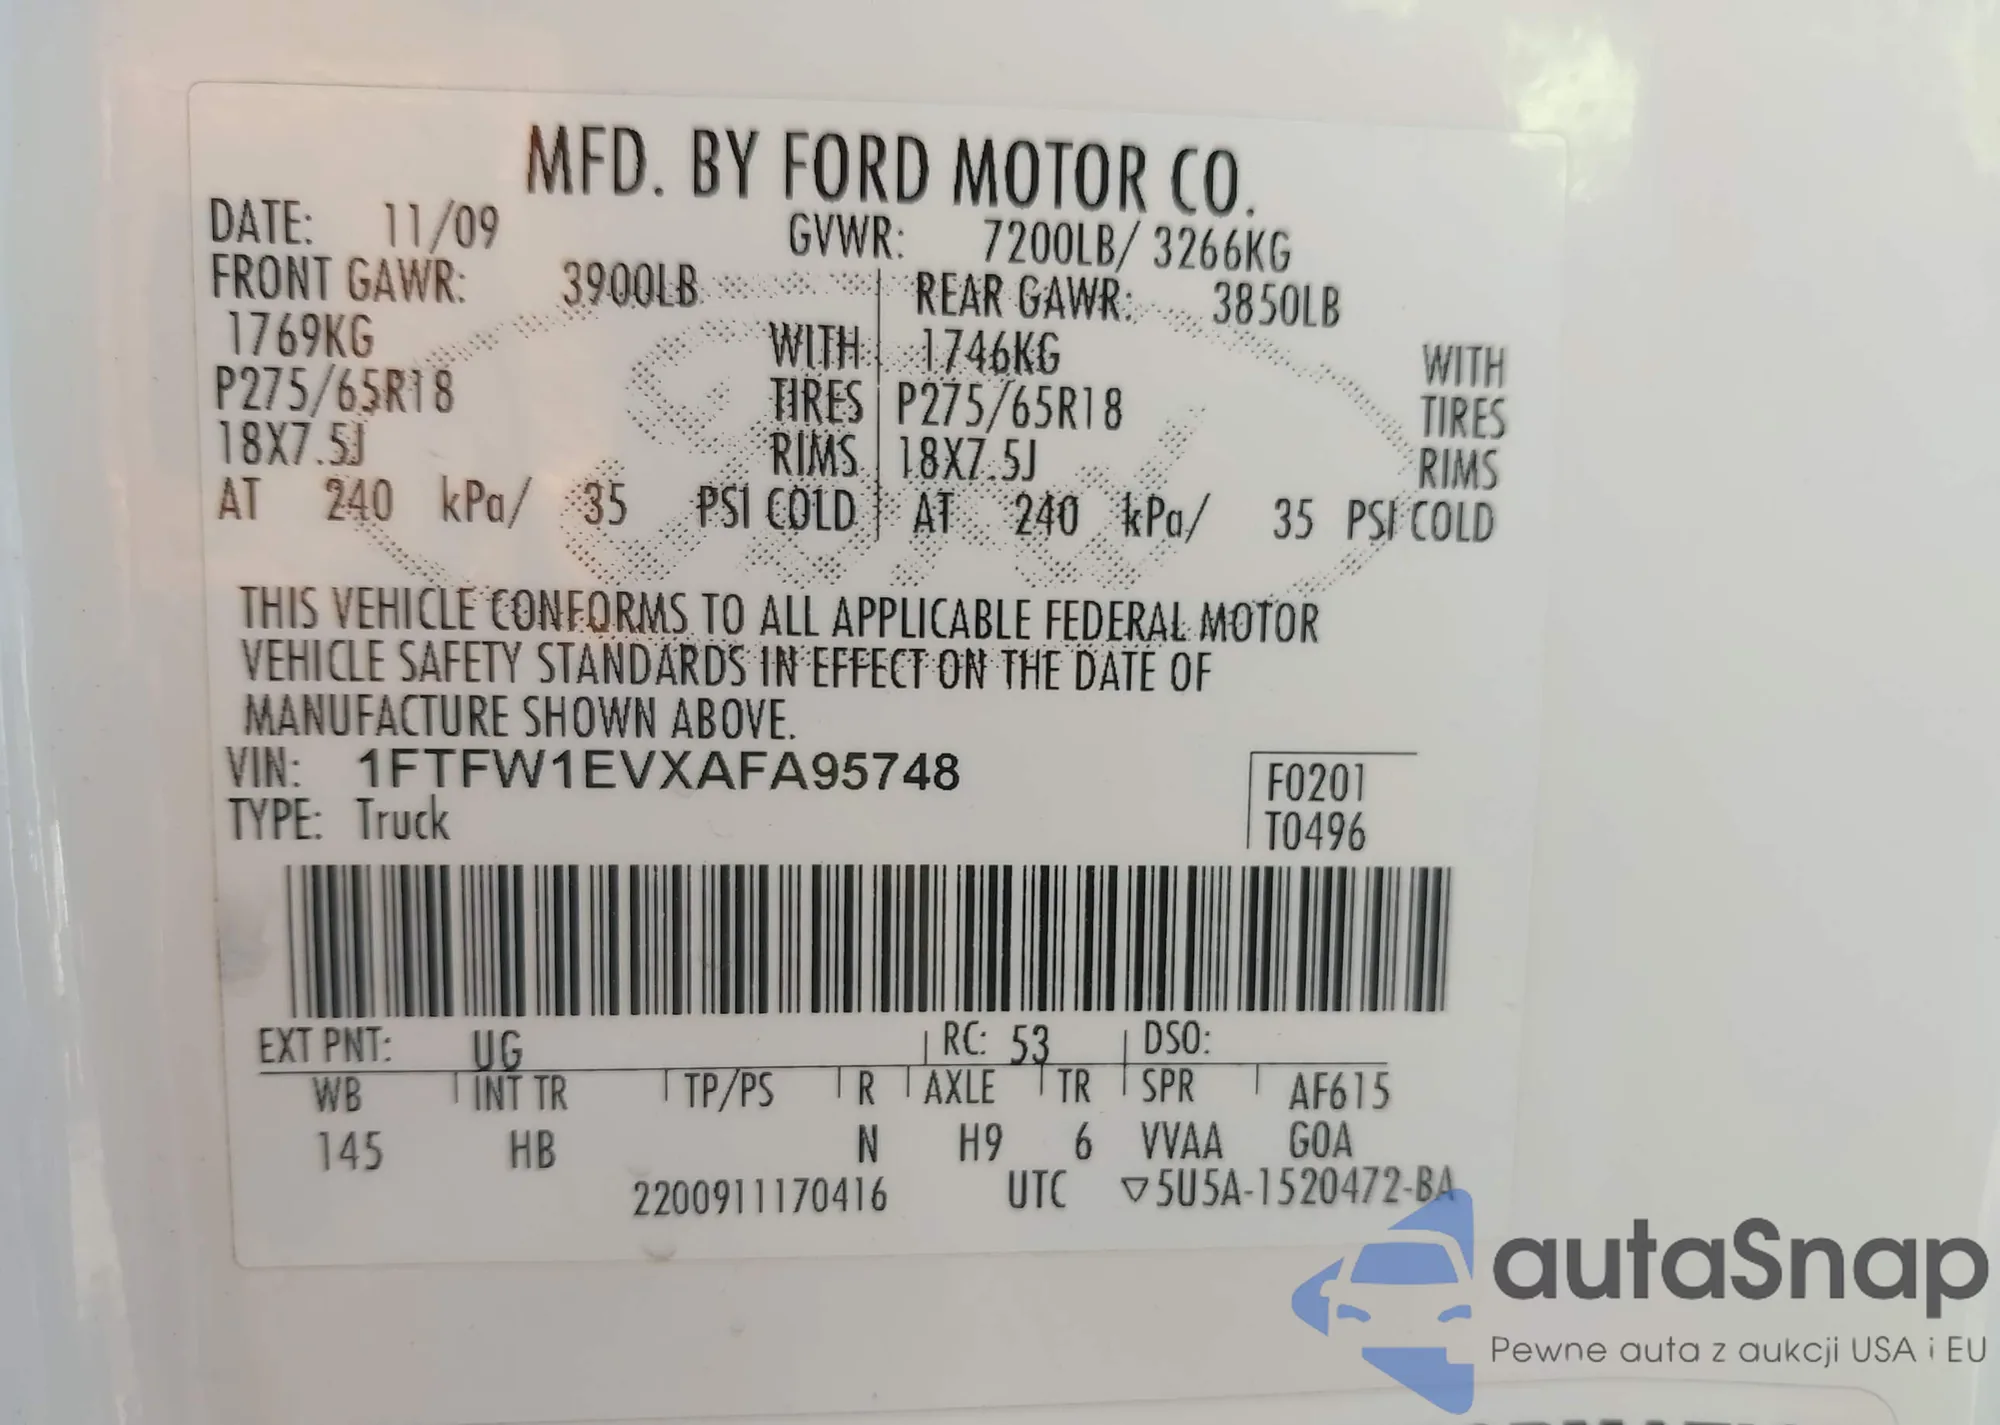 MFD. BY FORD MOTOR CO.
DATE: 11/09 GVWR: 7200LB/ 3266KG
FRONT GAWR: 3900LB REAR GAWR: 3850LB
1769KG WITH 1746KG WITH
P275/65R18 TIRES P275/65R18 TIRES
18X7.5J RIMS 18X7.5J RIMS
AT 240 kPa/ 35 PSI COLD AT 240 kPa/ 35 PSI COLD
THIS VEHICLE CONFORMS TO ALL APPLICABLE FEDERAL MOTOR
VEHICLE SAFETY STANDARDS IN EFFECT ON THE DATE OF
MANUFACTURE SHOWN ABOVE.
VIN: 1FTFW1EVXAFA95748 F0201
TYPE: Truck T0496
EXT PNT: UG RC: 53 DSO:
WB INT TR TP/PS R AXLE TR SPR AF615
145 HB N H9 6 VVAA GOA
2200911170416 UTC ▽5U5A-1520472-BA
autaSnap
Pewne auta z aukcji USA i EU